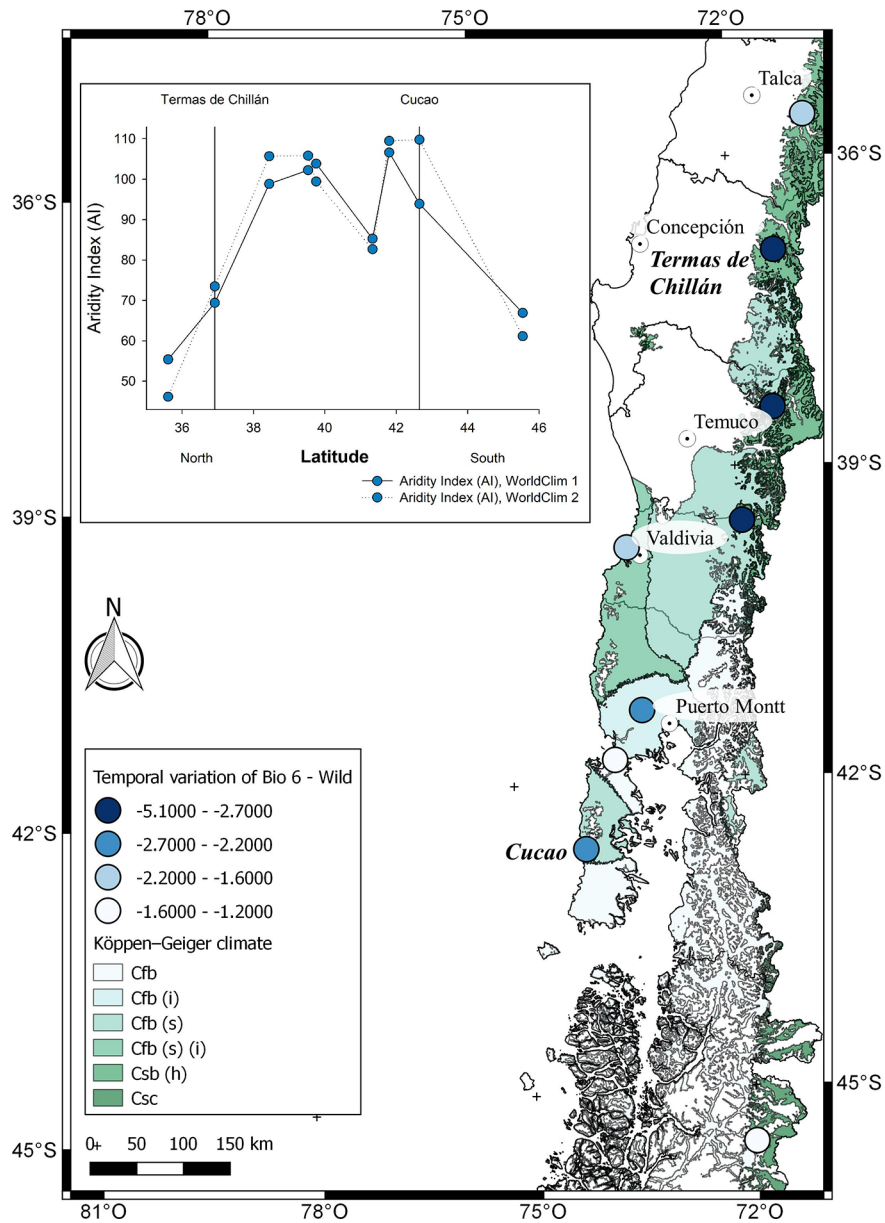 78°O 75°O 72°O
Termas de Chillán Cucao
110
100
90
80
70
60
50
Aridity Index (AI)
36 38 40 42 44 46
North Latitude South
Aridity Index (AI), WorldClim 1
Aridity Index (AI), WorldClim 2
Talca
36°S
36°S
Concepción
Termas de
Chillán
Temuco
39°S
39°S
Valdivia
N
Puerto Montt
42°S
42°S
Cucao
Temporal variation of Bio 6 - Wild
-5.1000 - -2.7000
-2.7000 - -2.2000
-2.2000 - -1.6000
-1.6000 - -1.2000
Köppen–Geiger climate
Cfb
Cfb (i)
Cfb (s)
Cfb (s) (i)
Csb (h)
Csc
45°S
45°S
0 50 100 150 km
81°O 78°O 75°O 72°O